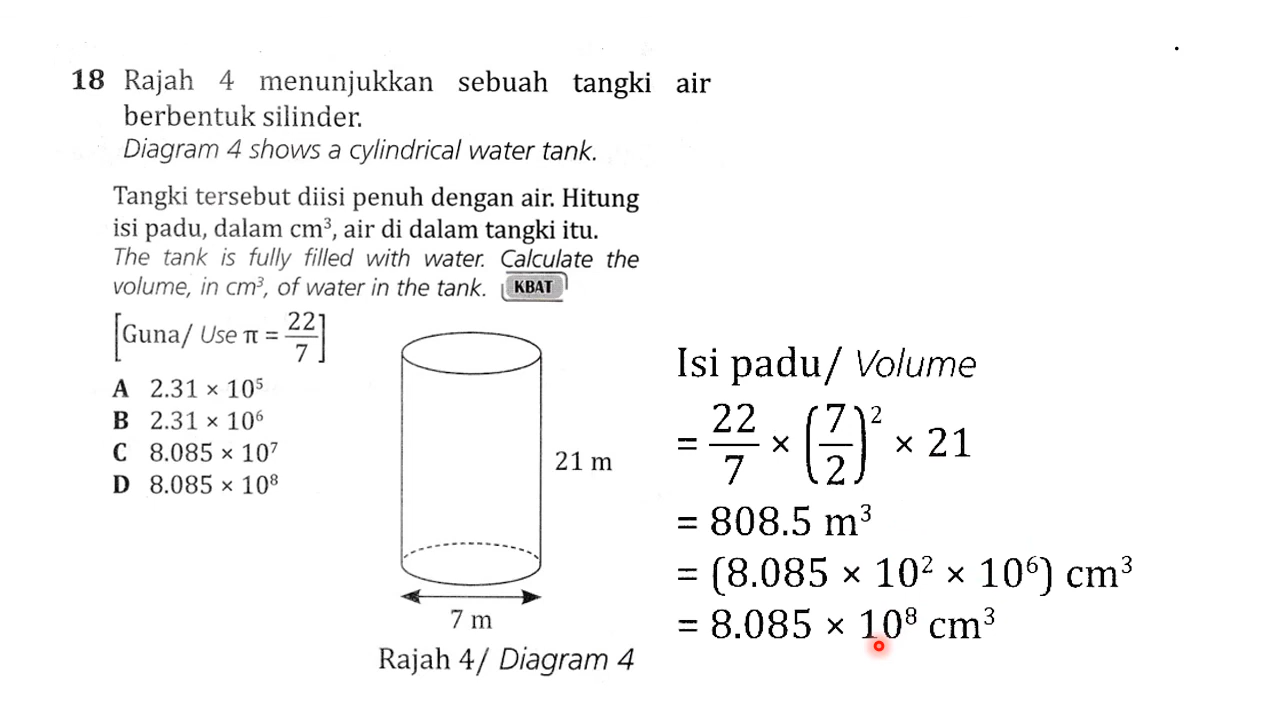 18 Rajah 4 menunjukkan sebuah tangki air
berbentuk silinder.
Diagram 4 shows a cylindrical water tank.
Tangki tersebut diisi penuh dengan air. Hitung
isi padu, dalam cm³, air di dalam tangki itu.
The tank is fully filled with water. Calculate the
volume, in cm³, of water in the tank. KBAT
[Guna/ Use π = 22/7]
A 2.31 × 10⁵
B 2.31 × 10⁶
C 8.085 × 10⁷
D 8.085 × 10⁸
21 m
7 m
Rajah 4/ Diagram 4
Isi padu/ Volume
= 22/7 × (7/2)² × 21
= 808.5 m³
= (8.085 × 10² × 10⁶) cm³
= 8.085 × 10⁸ cm³